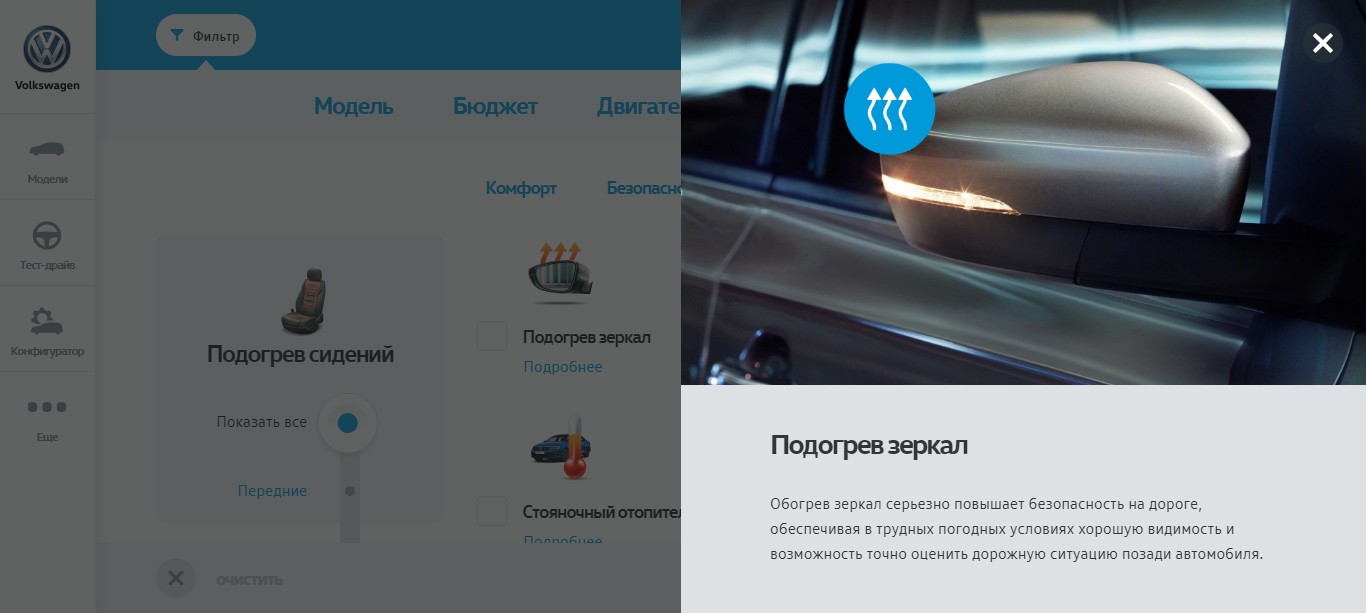 Фильтр
Volkswagen
Модель Бюджет Двигате
Комфорт Безопасно
Модели
Тест-драйв
Конфигуратор
Еще
Подогрев сидений
Показать все
Передние
Подогрев зеркал
Подробнее
Стояночный отопител
Подробнее
очистить
Подогрев зеркал
Обогрев зеркал серьезно повышает безопасность на дороге,
обеспечивая в трудных погодных условиях хорошую видимость и
возможность точно оценить дорожную ситуацию позади автомобиля.